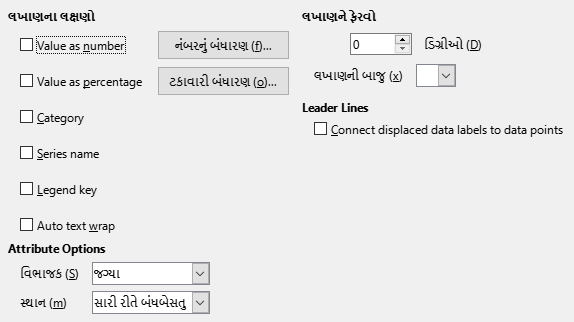 લખાણના લક્ષણો
Value as number
નંબરનું બંધારણ (f)...
Value as percentage
ટકાવારી બંધારણ (o)...
Category
Series name
Legend key
Auto text wrap
Attribute Options
વિભાજક (S) જગ્યા
સ્થાન (m) સારી રીતે બંધબેસતુ
લખાણને ફેરવો
0 ડિગ્રીઓ (D)
લખાણની બાજુ (x)
Leader Lines
Connect displaced data labels to data points